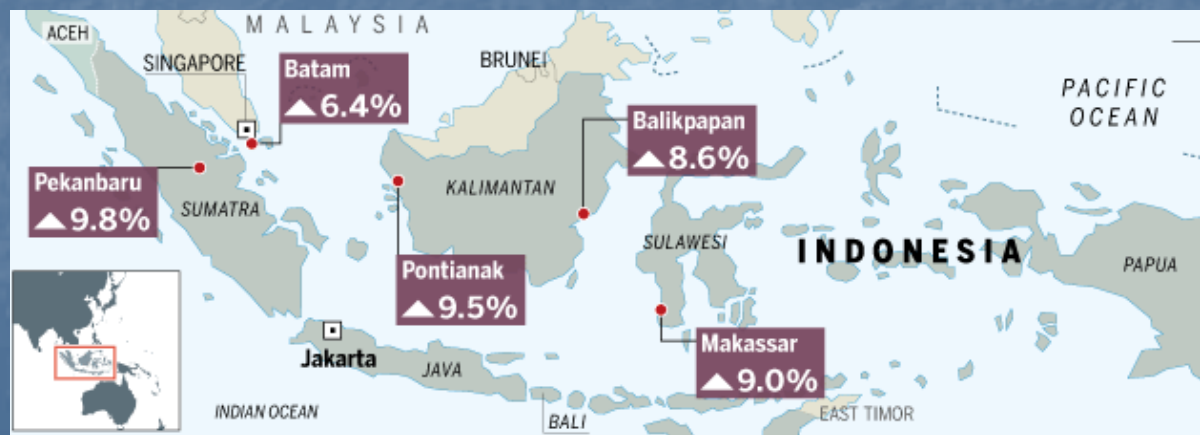 MALAYSIA
ACEH
SINGAPORE
Batam
6.4%
BRUNEI
PACIFIC
OCEAN
Balikpapan
8.6%
Pekanbaru
9.8%
SUMATRA
KALIMANTAN
SULAWESI
INDONESIA
PAPUA
Pontianak
9.5%
Jakarta
JAVA
Makassar
9.0%
INDIAN OCEAN
BALI
EAST TIMOR